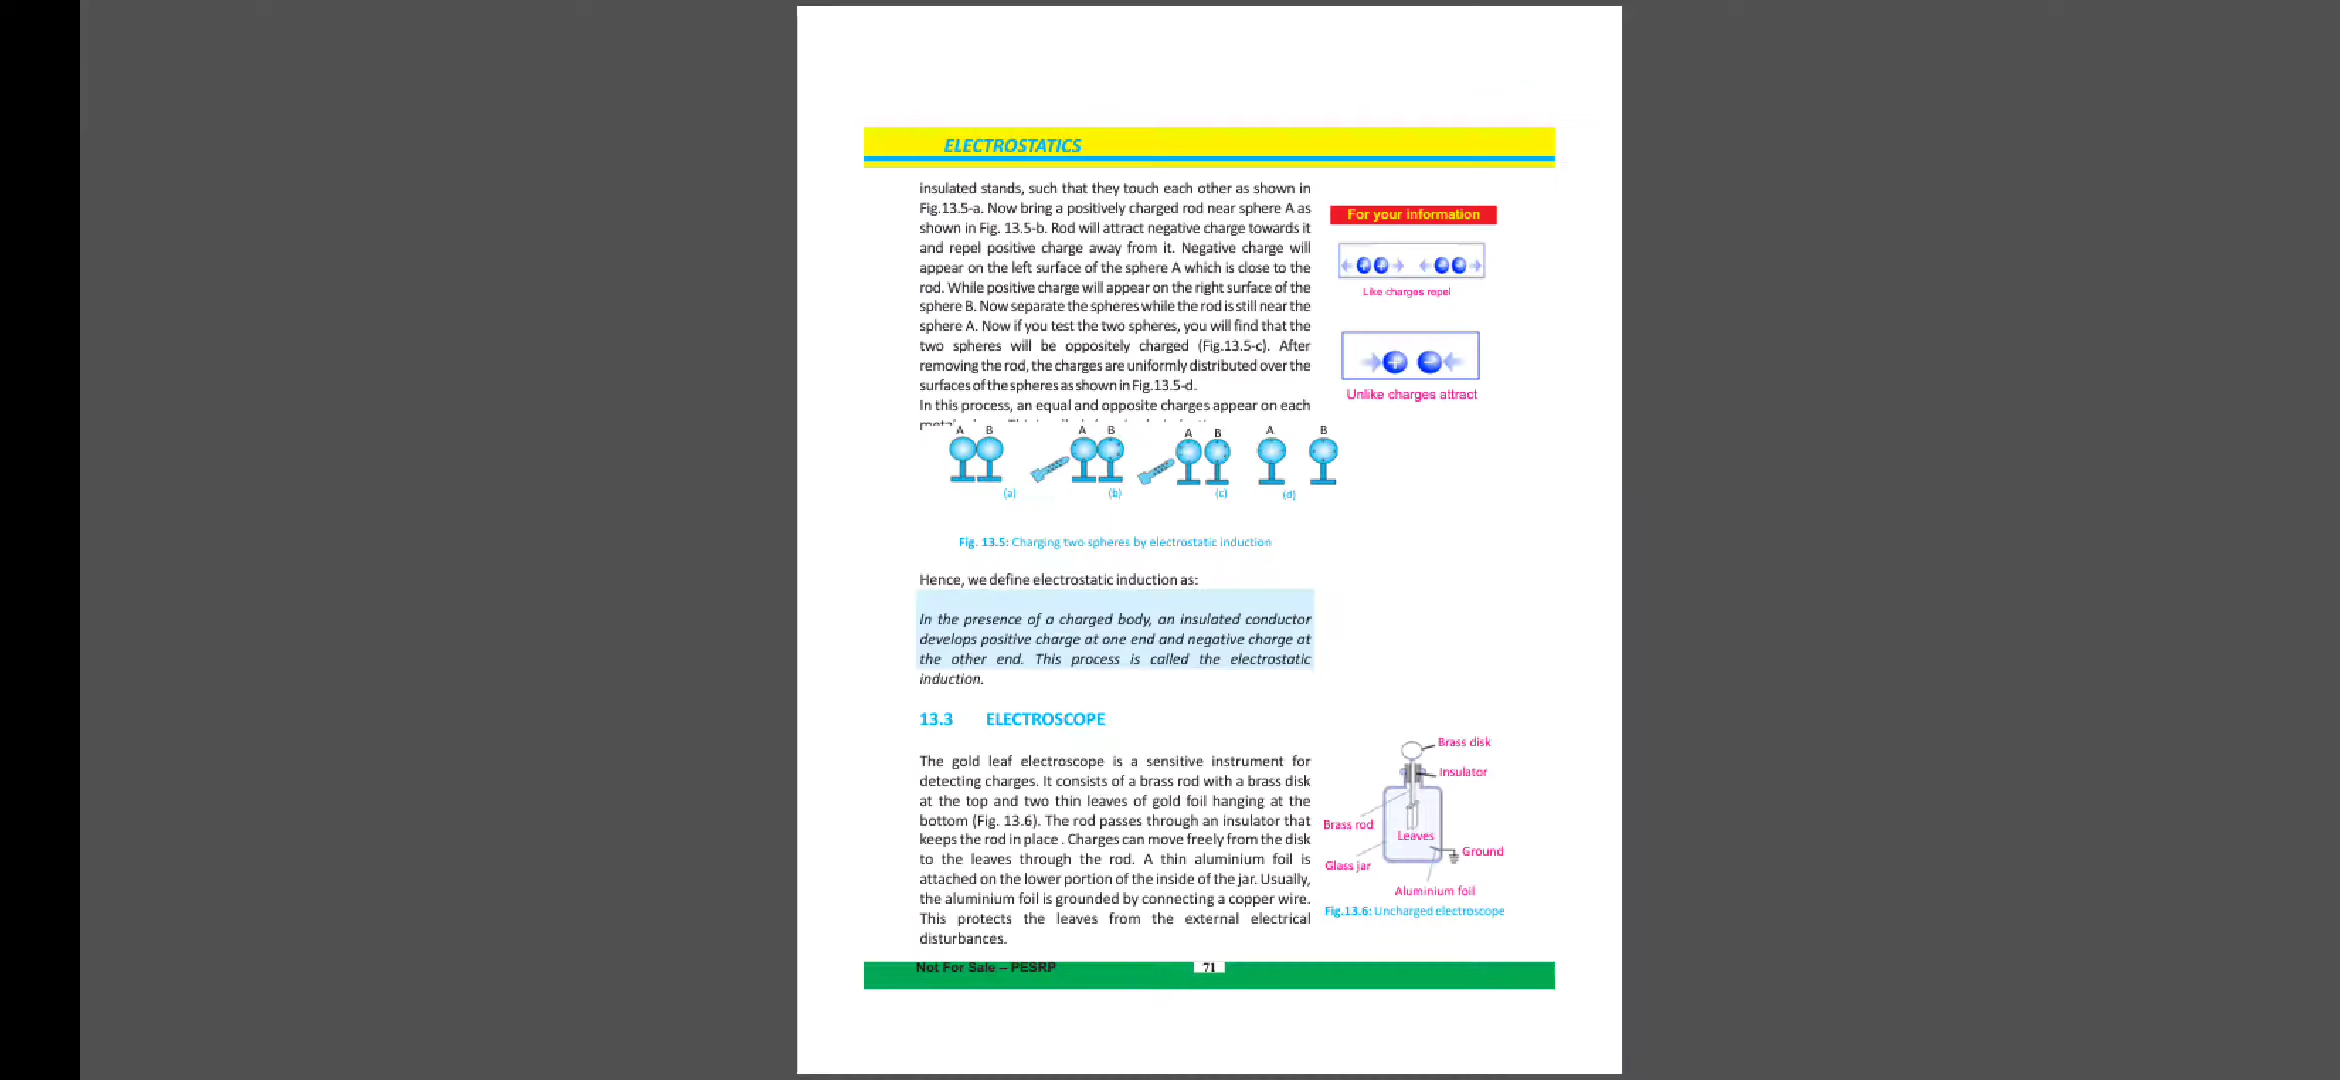 ELECTROSTATICS
insulated stands, such that they touch each other as shown in
Fig.13.5-a. Now bring a positively charged rod near sphere A as
shown in Fig. 13.5-b. Rod will attract negative charge towards it
and repel positive charge away from it. Negative charge will
appear on the left surface of the sphere A which is close to the
rod. While positive charge will appear on the right surface of the
sphere B. Now separate the spheres while the rod is still near the
sphere A. Now if you test the two spheres, you will find that the
two spheres will be oppositely charged (Fig.13.5-c). After
removing the rod, the charges are uniformly distributed over the
surfaces of the spheres as shown in Fig.13.5-d.
In this process, an equal and opposite charges appear on each
For your information
Like charges repel
Unlike charges attract
A B A B A B A B
(a) (b) (c) (d)
Fig. 13.5: Charging two spheres by electrostatic induction
Hence, we define electrostatic induction as:
In the presence of a charged body, an insulated conductor
develops positive charge at one end and negative charge at
the other end. This process is called the electrostatic
induction.
13.3 ELECTROSCOPE
The gold leaf electroscope is a sensitive instrument for
detecting charges. It consists of a brass rod with a brass disk
at the top and two thin leaves of gold foil hanging at the
bottom (Fig. 13.6). The rod passes through an insulator that
keeps the rod in place . Charges can move freely from the disk
to the leaves through the rod. A thin aluminium foil is
attached on the lower portion of the inside of the jar. Usually,
the aluminium foil is grounded by connecting a copper wire.
This protects the leaves from the external electrical
disturbances.
Brass disk
Insulator
Brass rod
Leaves
Ground
Glass jar
Aluminium foil
Fig.13.6: Uncharged electroscope
Not For Sale – PESRP
71